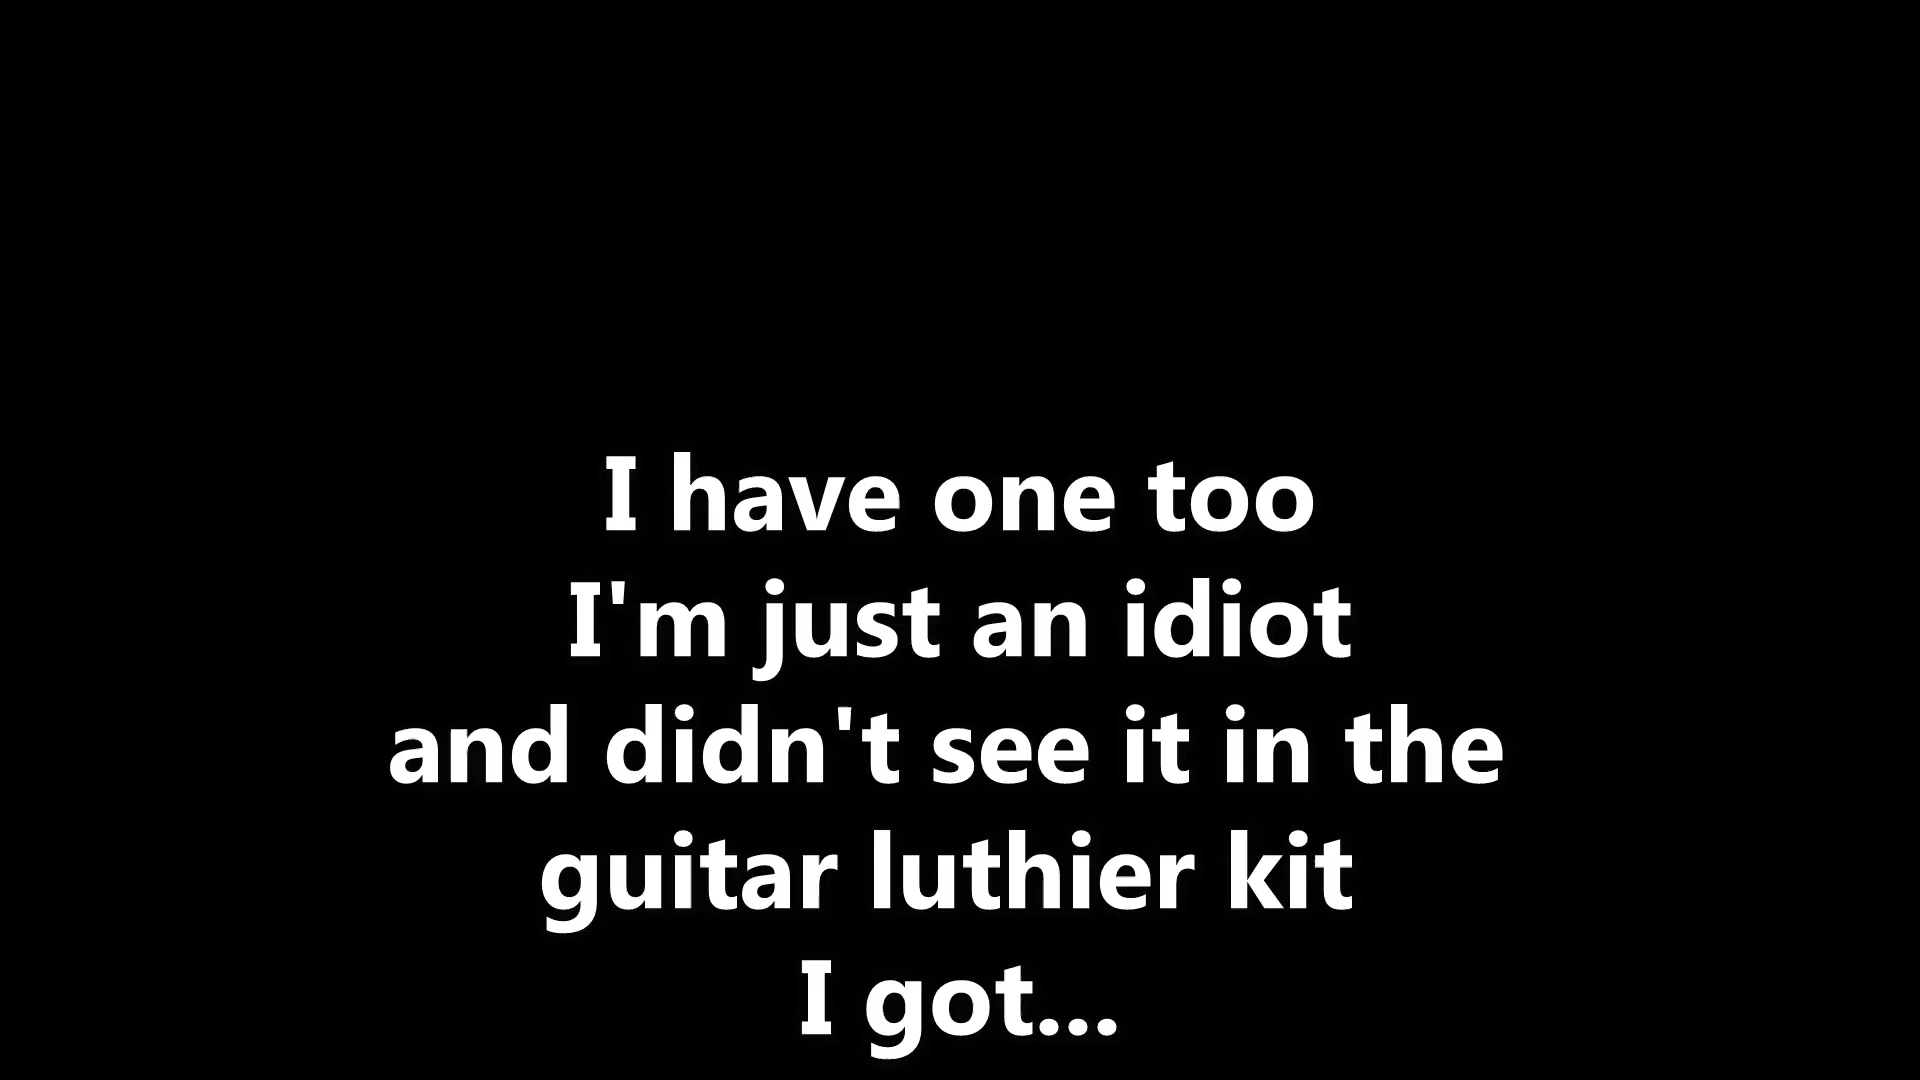 I have one too
I'm just an idiot
and didn't see it in the
guitar luthier kit
I got...